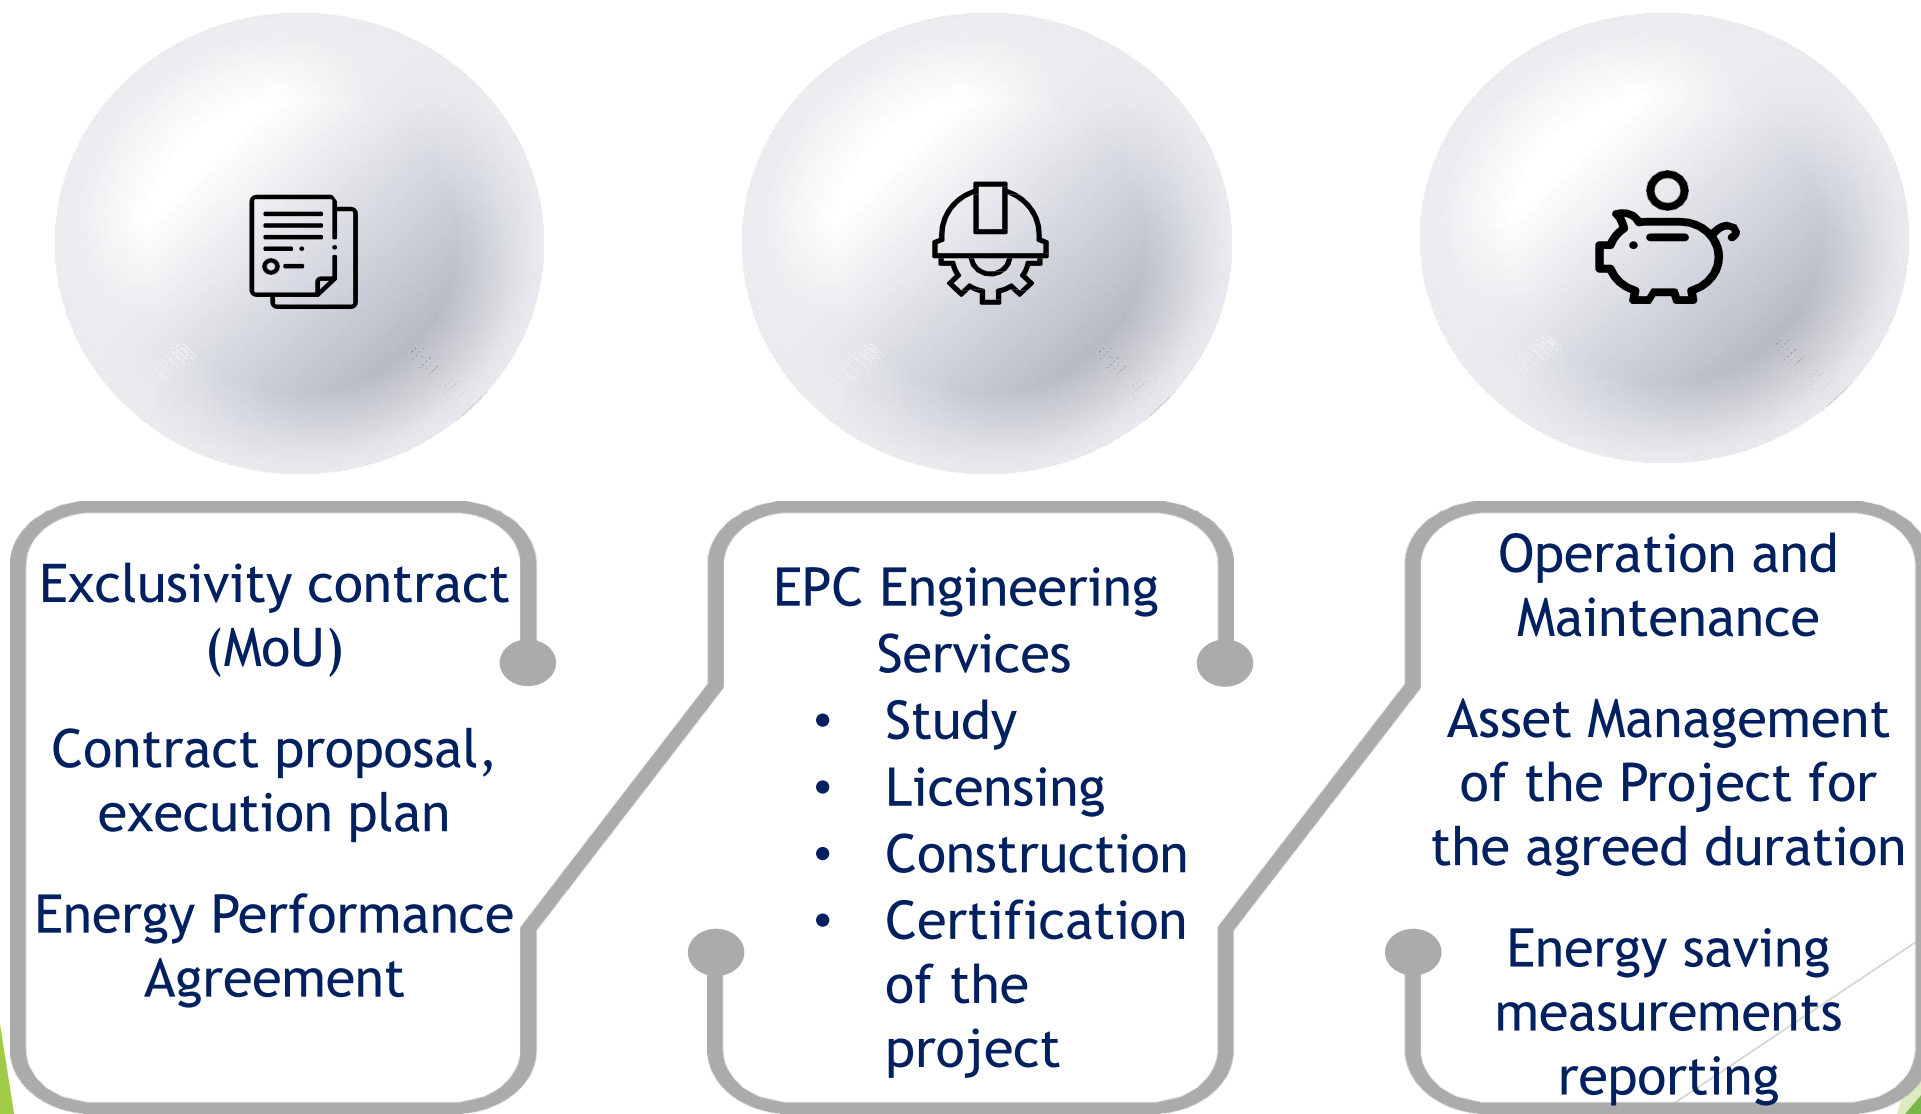 Exclusivity contract
(MoU)
Contract proposal,
execution plan
Energy Performance
Agreement
EPC Engineering
Services
• Study
• Licensing
• Construction
• Certification
of the
project
Operation and
Maintenance
Asset Management
of the Project for
the agreed duration
Energy saving
measurements
reporting